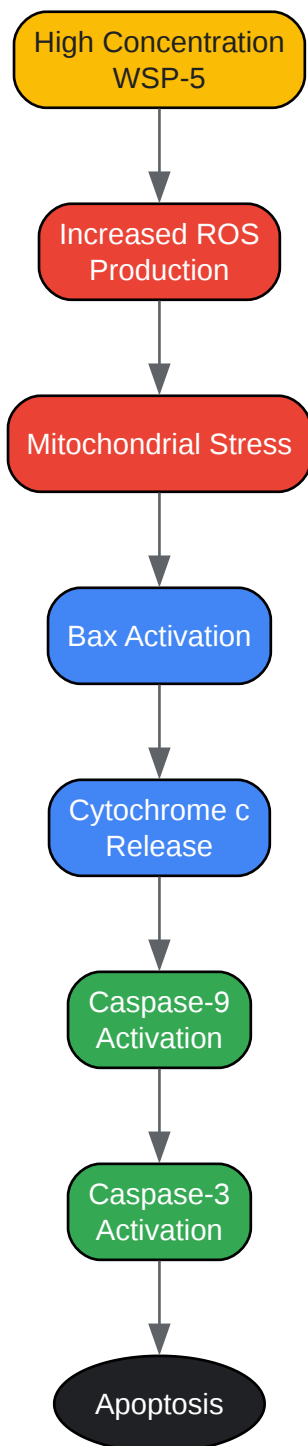 High Concentration
WSP-5
Increased ROS
Production
Mitochondrial Stress
Bax Activation
Cytochrome c
Release
Caspase-9
Activation
Caspase-3
Activation
Apoptosis